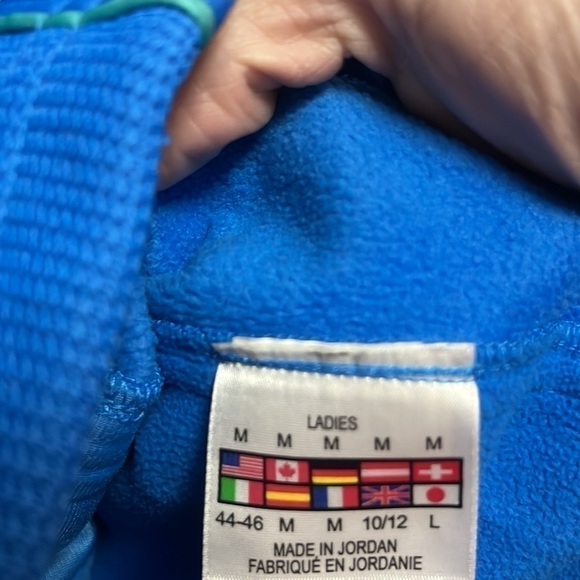 LADIES
M M M M M
44-46 M M 10/12 L
MADE IN JORDAN
FABRIQUÉ EN JORDANIE